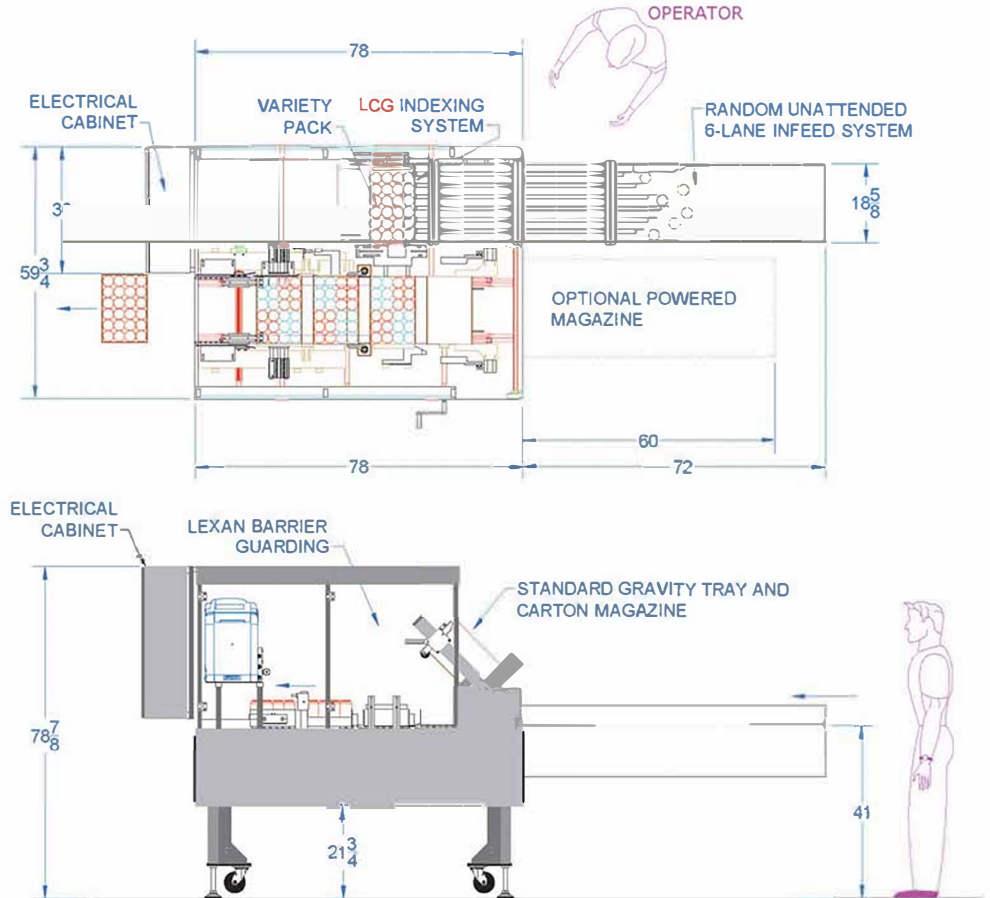 OPERATOR
78
ELECTRICAL
CABINET
VARIETY
PACK
LCG INDEXING
SYSTEM
RANDOM UNATTENDED
6-LANE INFEED SYSTEM
18 5/8
59 3/4
OPTIONAL POWERED
MAGAZINE
60
78
72
ELECTRICAL
CABINET
LEXAN BARRIER
GUARDING
STANDARD GRAVITY TRAY AND
CARTON MAGAZINE
78 7/8
41
21 3/4